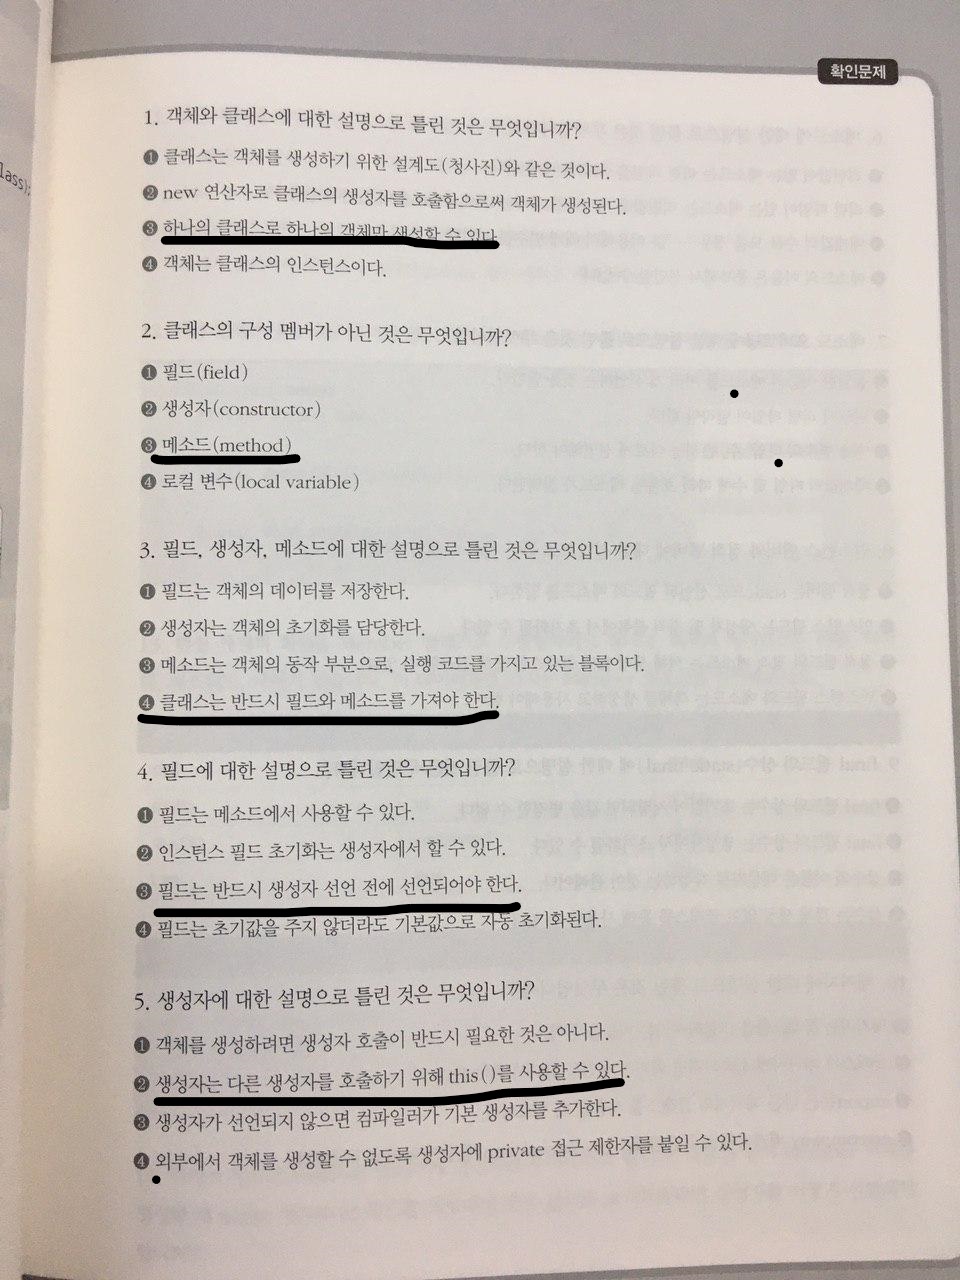 lass);
확인문제
1. 객체와 클래스에 대한 설명으로 틀린 것은 무엇입니까?
❶ 클래스는 객체를 생성하기 위한 설계도(청사진)와 같은 것이다.
❷ new 연산자로 클래스의 생성자를 호출함으로써 객체가 생성된다.
❸ 하나의 클래스로 하나의 객체만 생성할 수 있다
❹ 객체는 클래스의 인스턴스이다.
2. 클래스의 구성 멤버가 아닌 것은 무엇입니까?
❶ 필드(field)
❷ 생성자(constructor)
❸ 메소드(method)
❹ 로컬 변수(local variable)
3. 필드, 생성자, 메소드에 대한 설명으로 틀린 것은 무엇입니까?
❶ 필드는 객체의 데이터를 저장한다.
❷ 생성자는 객체의 초기화를 담당한다.
❸ 메소드는 객체의 동작 부분으로, 실행 코드를 가지고 있는 블록이다.
❹ 클래스는 반드시 필드와 메소드를 가져야 한다.
4. 필드에 대한 설명으로 틀린 것은 무엇입니까?
❶ 필드는 메소드에서 사용할 수 있다.
❷ 인스턴스 필드 초기화는 생성자에서 할 수 있다.
❸ 필드는 반드시 생성자 선언 전에 선언되어야 한다.
❹ 필드는 초기값을 주지 않더라도 기본값으로 자동 초기화된다.
5. 생성자에 대한 설명으로 틀린 것은 무엇입니까?
❶ 객체를 생성하려면 생성자 호출이 반드시 필요한 것은 아니다.
❷ 생성자는 다른 생성자를 호출하기 위해 this()를 사용할 수 있다.
❸ 생성자가 선언되지 않으면 컴파일러가 기본 생성자를 추가한다.
❹ 외부에서 객체를 생성할 수 없도록 생성자에 private 접근 제한자를 붙일 수 있다.